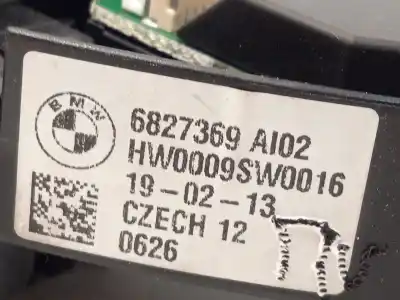 BMW
6827369 AI02
HW0009SW0016
19-02-13
CZECH 12
0626